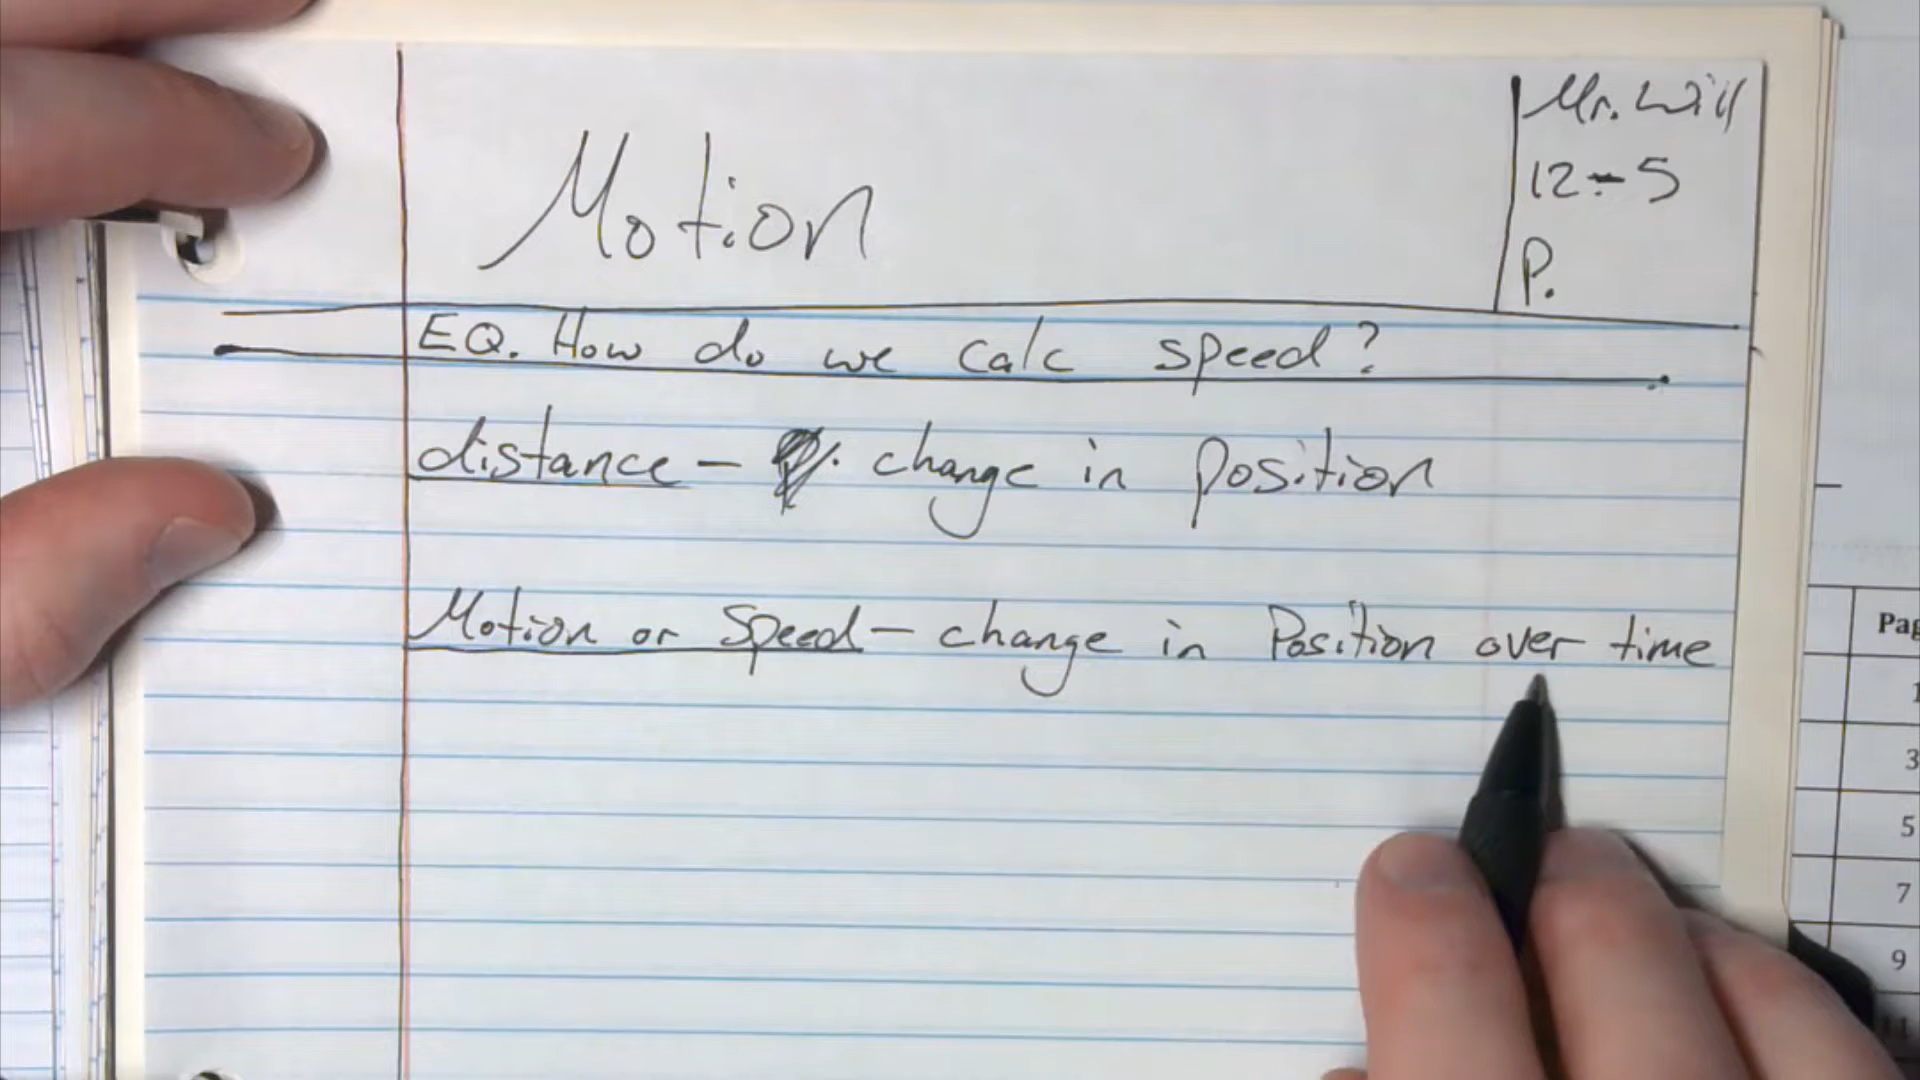 Mr. Will
12-5
P.
Motion
EQ. How do we calc speed?
distance - change in position
Motion or Speed - change in Position over time
Pag
1
3
5
7
9
11